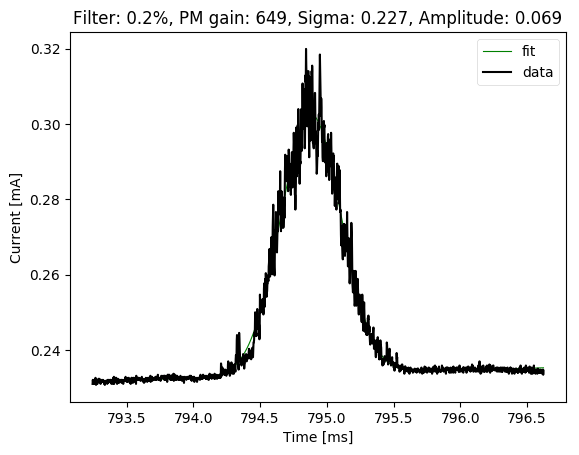 Filter: 0.2%, PM gain: 649, Sigma: 0.227, Amplitude: 0.069
fit
data
0.32
0.30
0.28
0.26
0.24
Current [mA]
793.5
794.0
794.5
795.0
795.5
796.0
796.5
Time [ms]